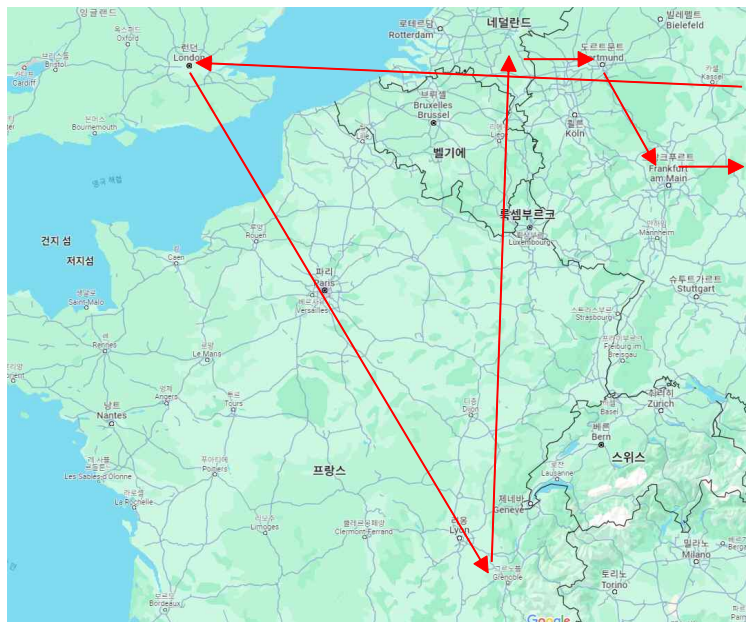 잉글랜드
옥스퍼드
Oxford
브리스톨
Bristol
카디프
Cardiff
런던
London
본머스
Bournemouth
영국 해협
네덜란드
로테르담
Rotterdam
빌레펠트
Bielefeld
도르트문트
rtmund
카셀
Kassel
브뤼셀
Bruxelles
Brussel
쾰른
Köln
벨기에
Frankfurt
am Main
만하임
Mannheim
룩셈부르크
Luxembourg
건지 섬
저지섬
캉
Caen
루앙
Rouen
파리
Paris
베르사유
Versailles
생말로
Saint-Malo
렌
Rennes
르망
Le Mans
슈투트가르트
Stuttgart
스트라스부르
Strasbourg
프라이부르크
Freiburg im
Breisgau
앙제
Angers
투르
Tours
낭트
Nantes
디종
Dijon
바젤
Basel
취리히
Zürich
베른
Bern
스위스
로잔
Lausanne
제네바
Genève
레 사블
Les Sables-d'Olonne
푸아티에
Poitiers
프랑스
라로셸
La Rochelle
리모주
Limoges
클레르몽페랑
Clermont-Ferrand
리옹
Lyon
그르노블
Grenoble
밀라노
Milano
토리노
Torino
보르도
Bordeaux
Google